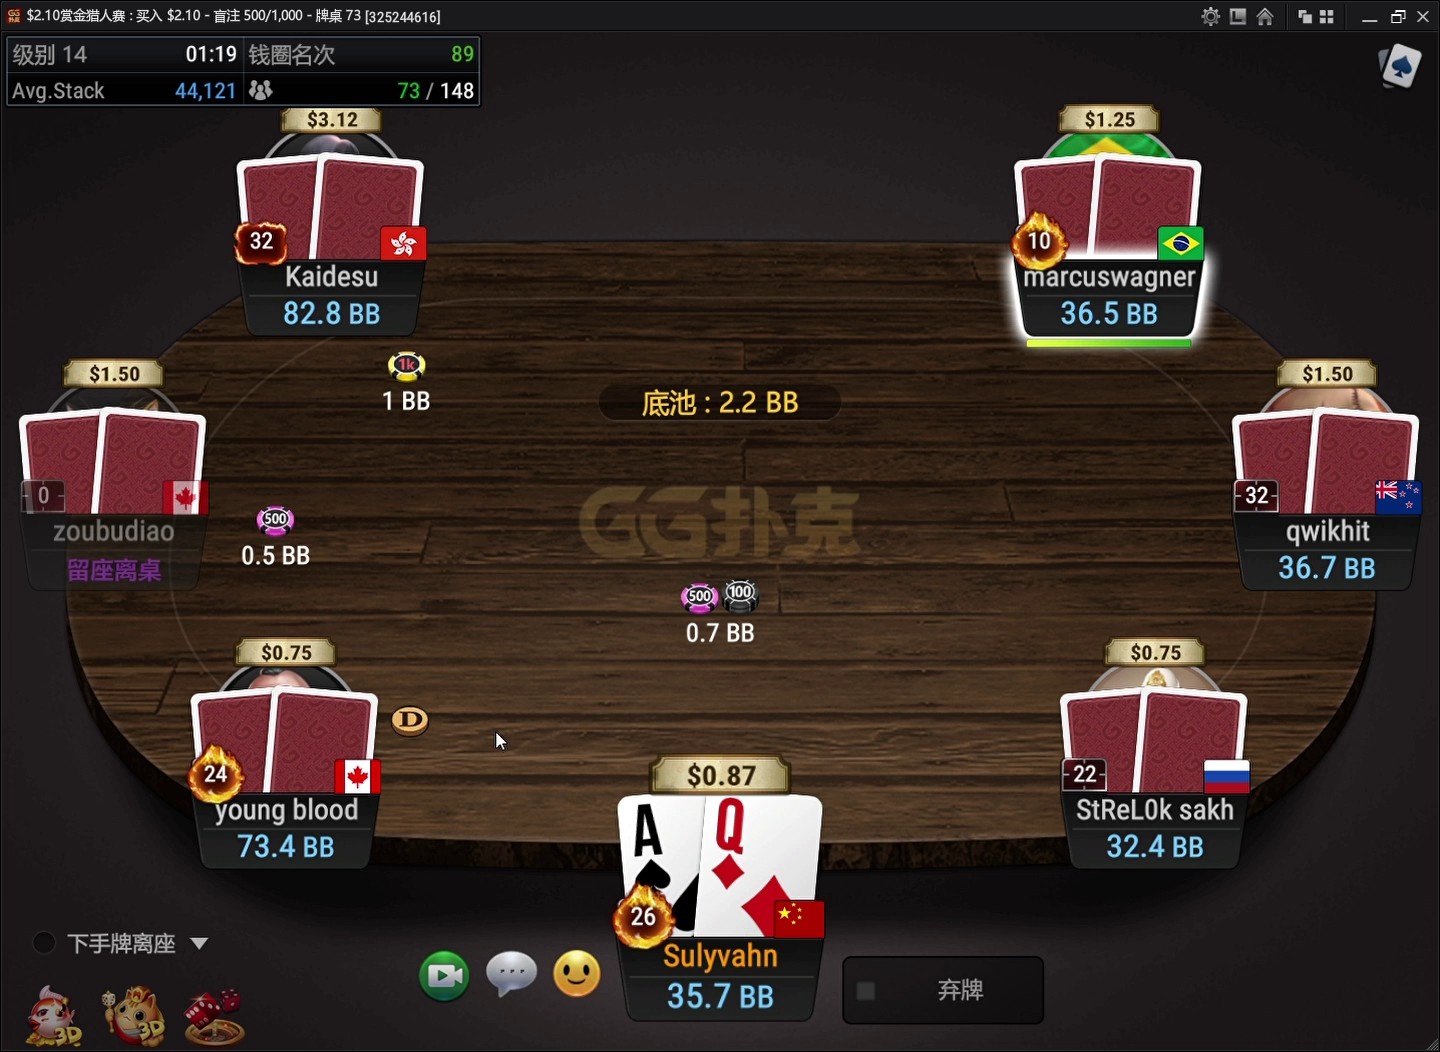 $2.10赏金猎人赛 : 买入 $2.10 - 盲注 500/1,000 - 牌桌 73 [325244616]
级别 14 01:19 钱圈名次 89
Avg.Stack 44,121 73 / 148
$3.12
32
Kaidesu
82.8 BB
$1.25
10
marcuswagner
36.5 BB
1k
1 BB
底池 : 2.2 BB
$1.50
0
zoubudiao
留座离桌
$1.50
32
qwikhit
36.7 BB
500
0.5 BB
GG扑克
500 100
0.7 BB
$0.75
24
young blood
73.4 BB
D
$0.75
22
StReL0k sakh
32.4 BB
$0.87
A Q
26
Sulyvahn
35.7 BB
下手牌离座
弃牌
3D 3D